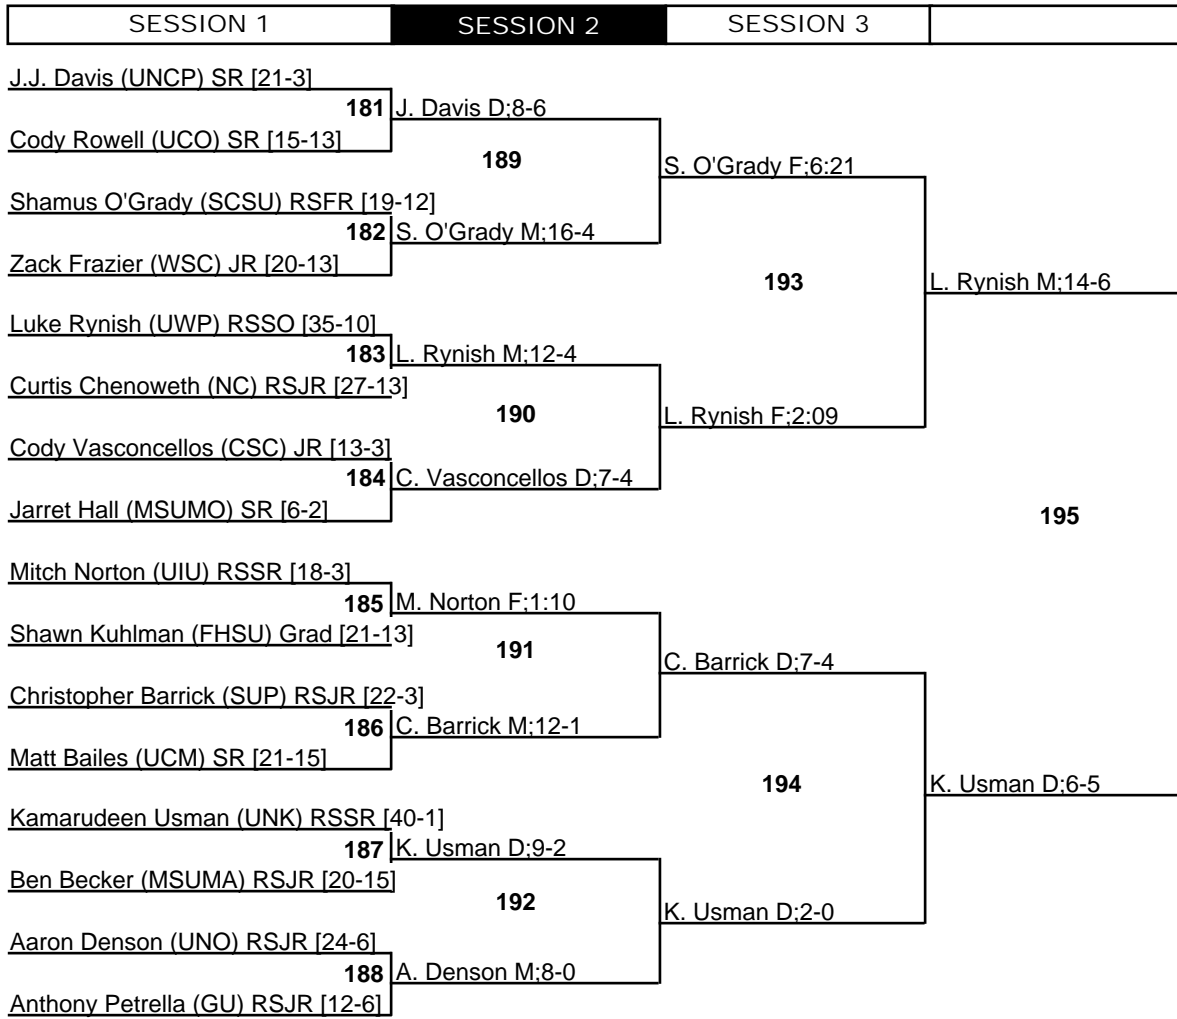 SESSION 1 SESSION 2 SESSION 3
J.J. Davis (UNCP) SR [21-3]
181 J. Davis D;8-6
Cody Rowell (UCO) SR [15-13]
189
S. O'Grady F;6:21
Shamus O'Grady (SCSU) RSFR [19-12]
182 S. O'Grady M;16-4
Zack Frazier (WSC) JR [20-13]
193
L. Rynish M;14-6
Luke Rynish (UWP) RSSO [35-10]
183 L. Rynish M;12-4
Curtis Chenoweth (NC) RSJR [27-13]
190
L. Rynish F;2:09
Cody Vasconcellos (CSC) JR [13-3]
184 C. Vasconcellos D;7-4
Jarret Hall (MSUMO) SR [6-2]
195
Mitch Norton (UIU) RSSR [18-3]
185 M. Norton F;1:10
Shawn Kuhlman (FHSU) Grad [21-13]
191
C. Barrick D;7-4
Christopher Barrick (SUP) RSJR [22-3]
186 C. Barrick M;12-1
Matt Bailes (UCM) SR [21-15]
194
K. Usman D;6-5
Kamarudeen Usman (UNK) RSSR [40-1]
187 K. Usman D;9-2
Ben Becker (MSUMA) RSJR [20-15]
192
K. Usman D;2-0
Aaron Denson (UNO) RSJR [24-6]
188 A. Denson M;8-0
Anthony Petrella (GU) RSJR [12-6]